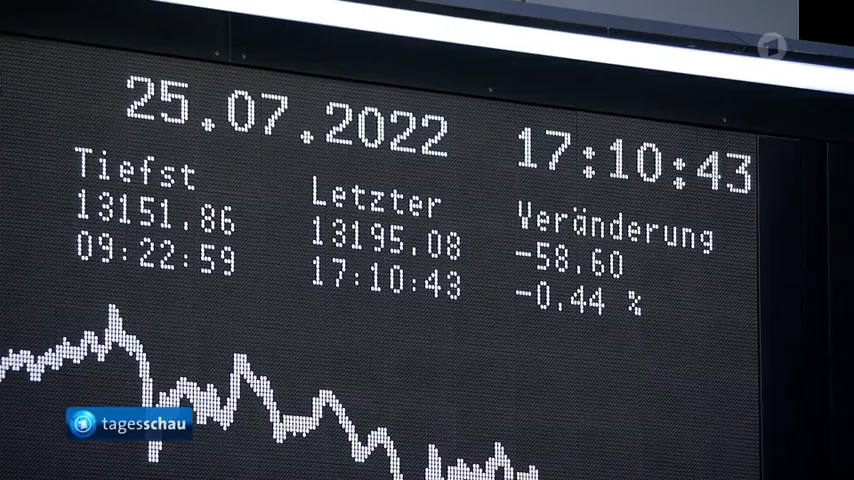 25.07.2022 17:10:43
Tiefst Letzter Veränderung
13151.86 13195.08 -58.60
09:22:59 17:10:43 -0.44 %
tagesschau